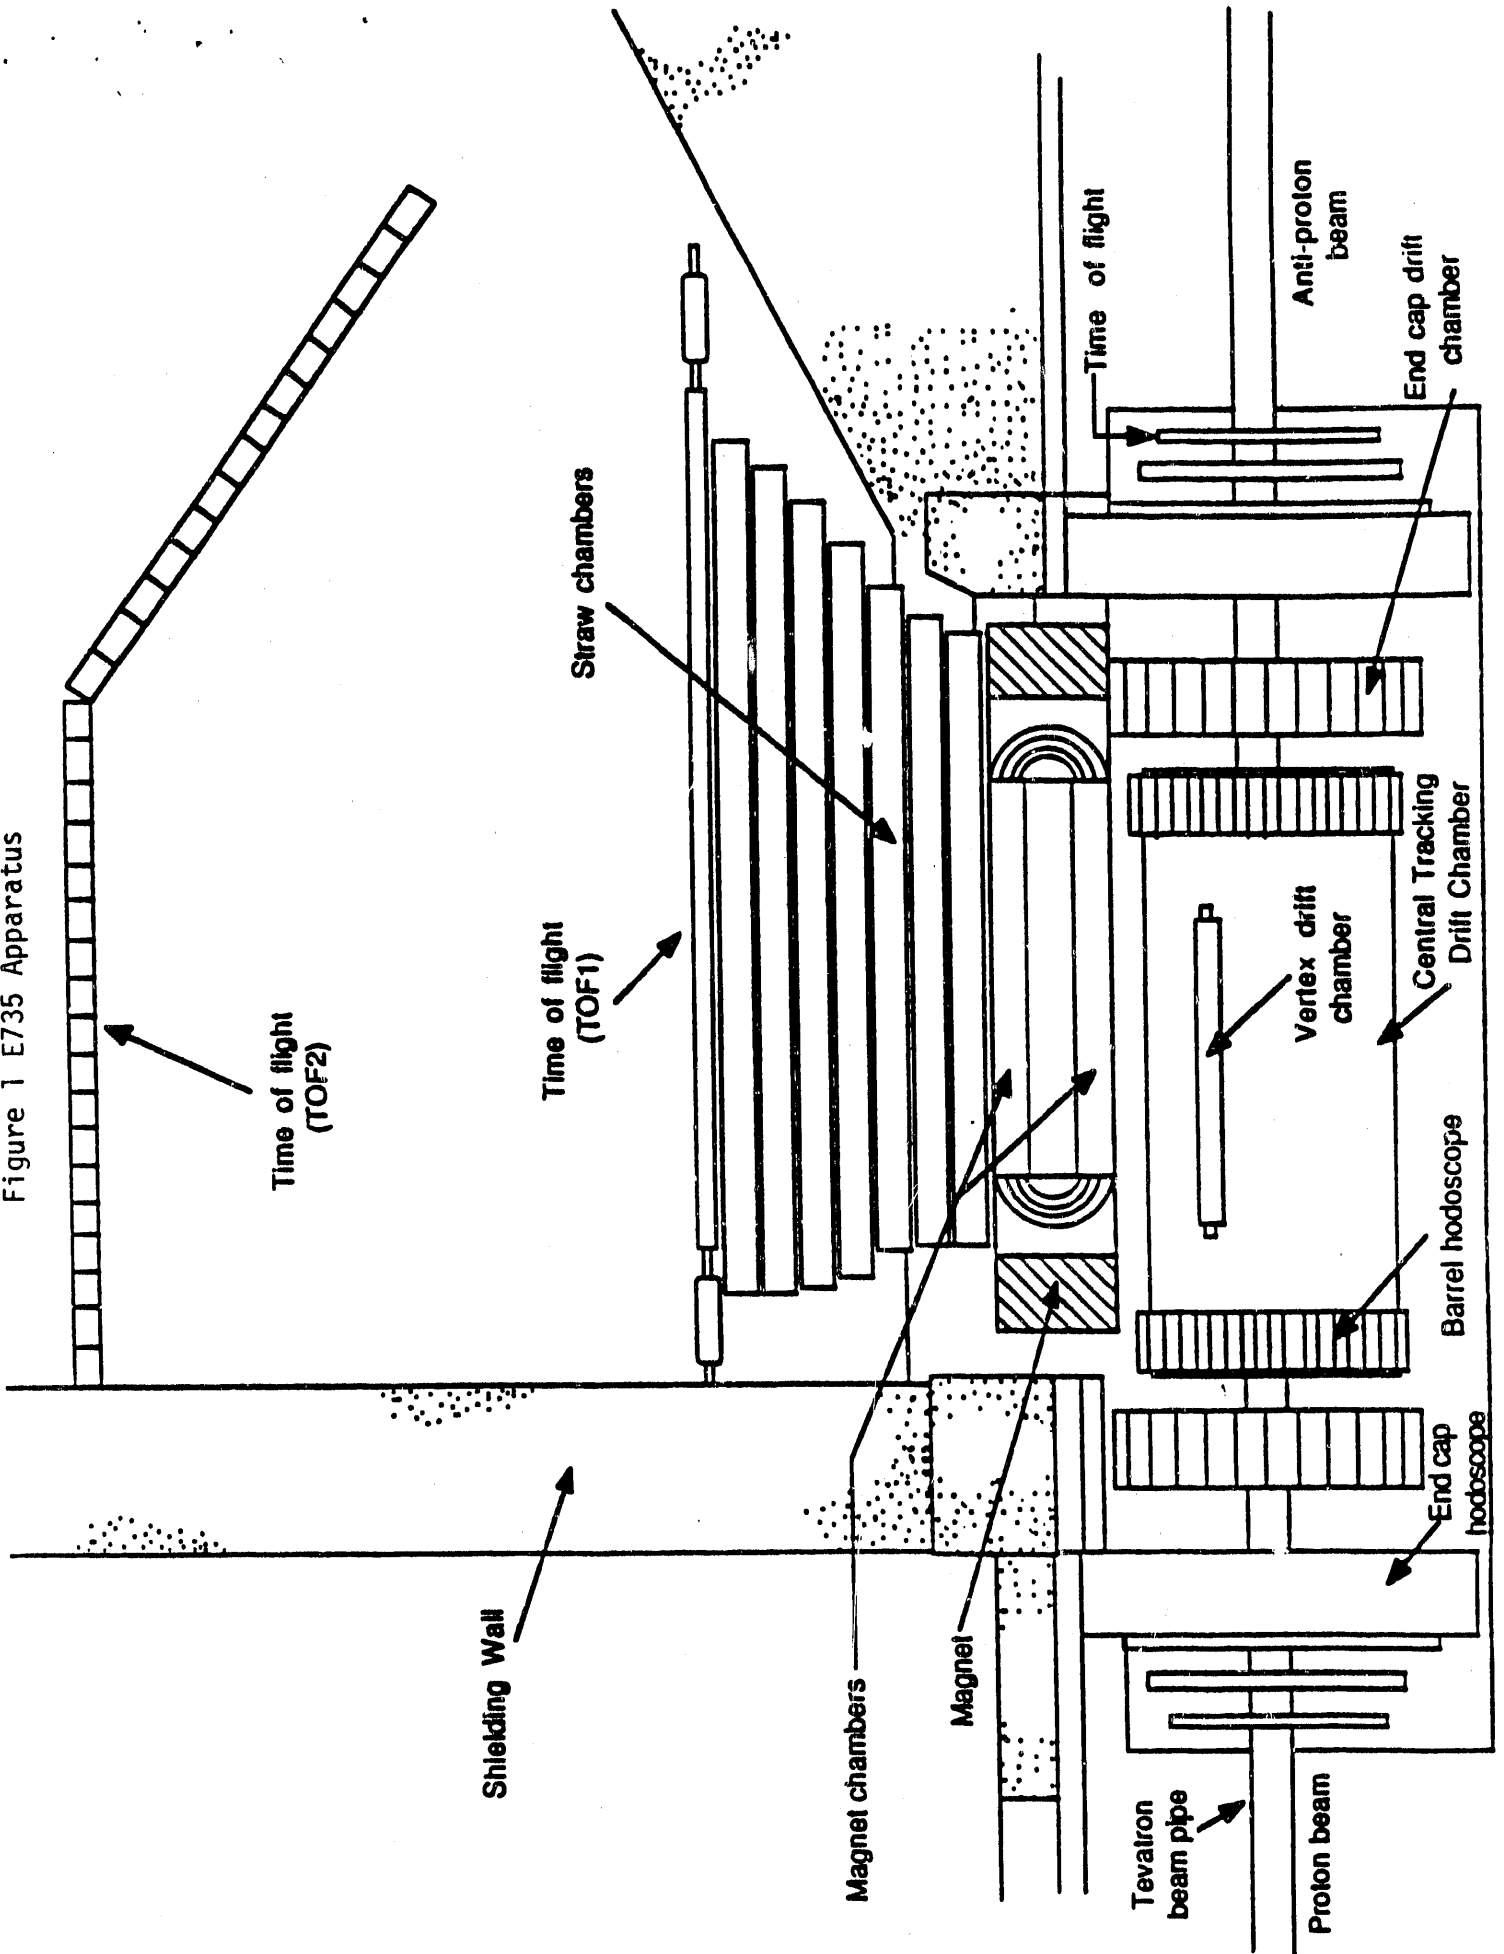 Figure 1 E735 Apparatus
Time of flight
(TOF2)
Time of flight
(TOF1)
Straw chambers
Shielding Wall
Magnet chambers
Magnet
Time of flight
Tevatron
beam pipe
Proton beam
Anti-proton
beam
End cap drift
chamber
Vertex drift
chamber
Central Tracking
Drift Chamber
Barrel hodoscope
End cap
hodoscope